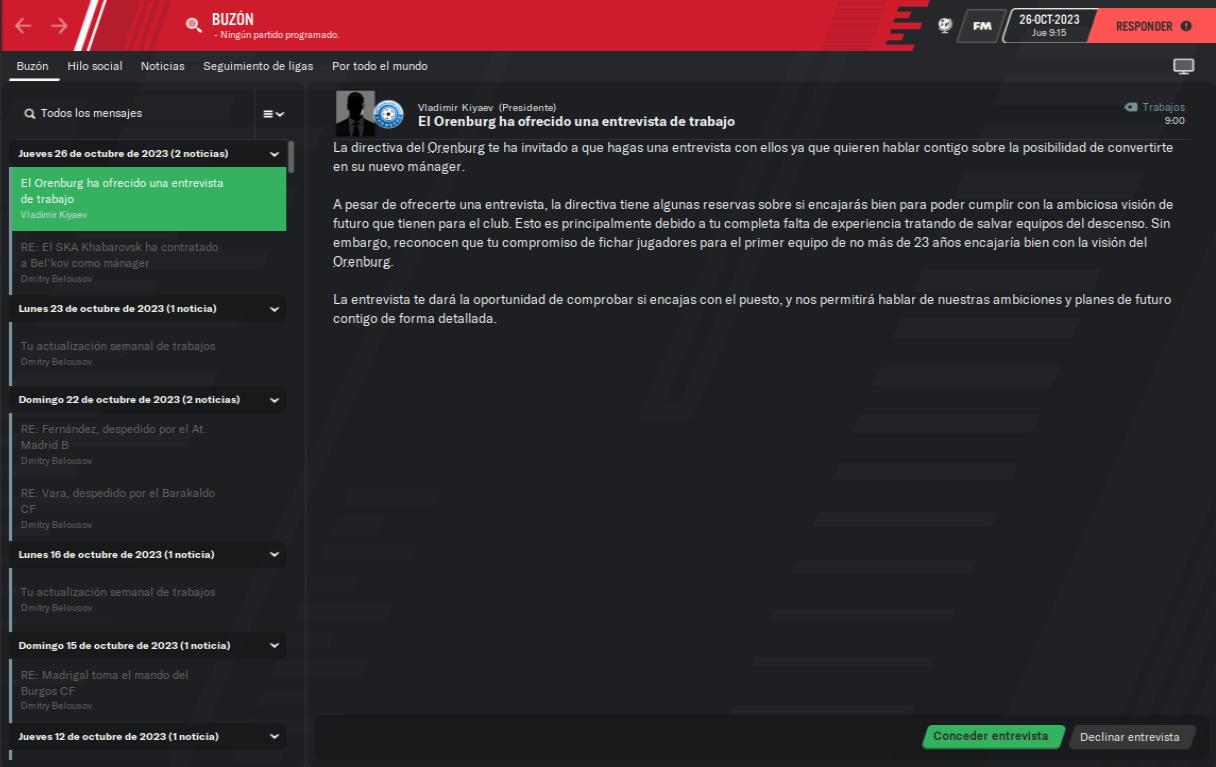 BUZÓN
- Ningún partido programado.
FM
26-OCT-2023
Jue 9:15
RESPONDER
Buzón Hilo social Noticias Seguimiento de ligas Por todo el mundo
Todos los mensajes
Jueves 26 de octubre de 2023 (2 noticias)
El Orenburg ha ofrecido una entrevista
de trabajo
Vladimir Kiyaev
RE: El SKA Khabarovsk ha contratado
a Bel'kov como mánager
Dmitry Belousov
Lunes 23 de octubre de 2023 (1 noticia)
Tu actualización semanal de trabajos
Dmitry Belousov
Domingo 22 de octubre de 2023 (2 noticias)
RE: Fernández, despedido por el At.
Madrid B
Dmitry Belousov
RE: Vara, despedido por el Barakaldo
CF
Dmitry Belousov
Lunes 16 de octubre de 2023 (1 noticia)
Tu actualización semanal de trabajos
Dmitry Belousov
Domingo 15 de octubre de 2023 (1 noticia)
RE: Madrigal toma el mando del
Burgos CF
Dmitry Belousov
Jueves 12 de octubre de 2023 (1 noticia)
Vladimir Kiyaev (Presidente)
El Orenburg ha ofrecido una entrevista de trabajo
Trabajos
9:00
La directiva del Orenburg te ha invitado a que hagas una entrevista con ellos ya que quieren hablar contigo sobre la posibilidad de convertirte
en su nuevo mánager.
A pesar de ofrecerte una entrevista, la directiva tiene algunas reservas sobre si encajarás bien para poder cumplir con la ambiciosa visión de
futuro que tienen para el club. Esto es principalmente debido a tu completa falta de experiencia tratando de salvar equipos del descenso. Sin
embargo, reconocen que tu compromiso de fichar jugadores para el primer equipo de no más de 23 años encajaría bien con la visión del
Orenburg.
La entrevista te dará la oportunidad de comprobar si encajas con el puesto, y nos permitirá hablar de nuestras ambiciones y planes de futuro
contigo de forma detallada.
Conceder entrevista Declinar entrevista